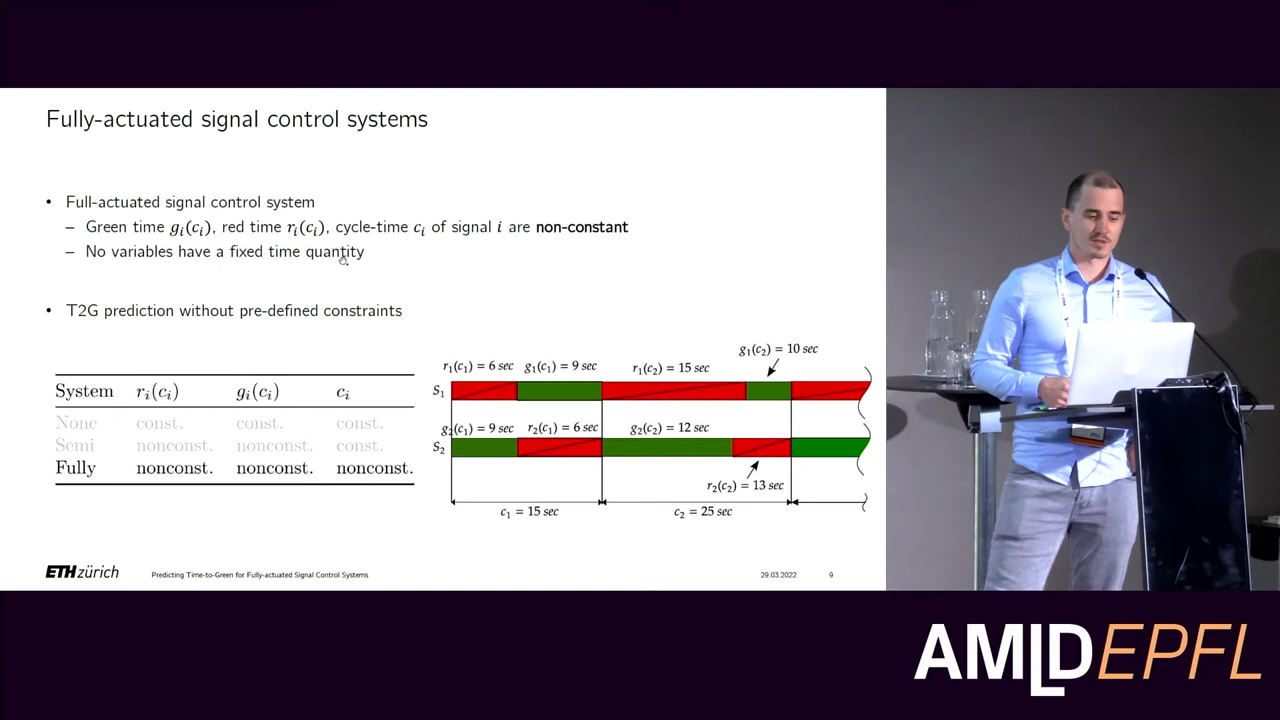 Fully-actuated signal control systems
• Full-actuated signal control system
– Green time gᵢ(cᵢ), red time rᵢ(cᵢ), cycle-time cᵢ of signal i are non-constant
– No variables have a fixed time quantity
• T2G prediction without pre-defined constraints
System rᵢ(cᵢ) gᵢ(cᵢ) cᵢ
None const. const. const.
Semi nonconst. nonconst. const.
Fully nonconst. nonconst. nonconst.
g₁(c₂) = 10 sec
r₁(c₁) = 6 sec g₁(c₁) = 9 sec r₁(c₂) = 15 sec
S₁
g₂(c₁) = 9 sec r₂(c₁) = 6 sec g₂(c₂) = 12 sec
S₂
r₂(c₂) = 13 sec
c₁ = 15 sec c₂ = 25 sec
ETH zürich Predicting Time-to-Green for Fully-actuated Signal Control Systems 29.03.2022 9
AMLDEPFL